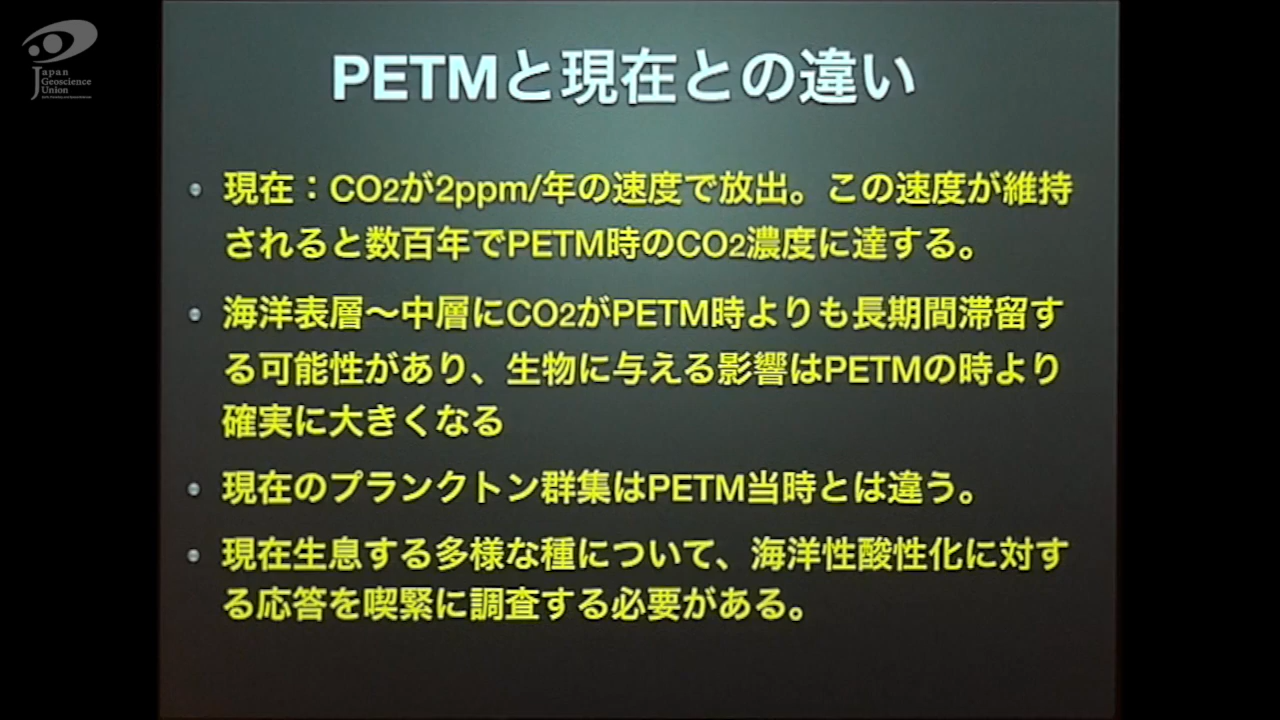 Japan
Geoscience
Union
PETMと現在との違い
現在：CO2が2ppm/年の速度で放出。この速度が維持
されると数百年でPETM時のCO2濃度に達する。
海洋表層〜中層にCO2がPETM時よりも長期間滞留す
る可能性があり、生物に与える影響はPETMの時より
確実に大きくなる
現在のプランクトン群集はPETM当時とは違う。
現在生息する多様な種について、海洋性酸性化に対す
る応答を喫緊に調査する必要がある。